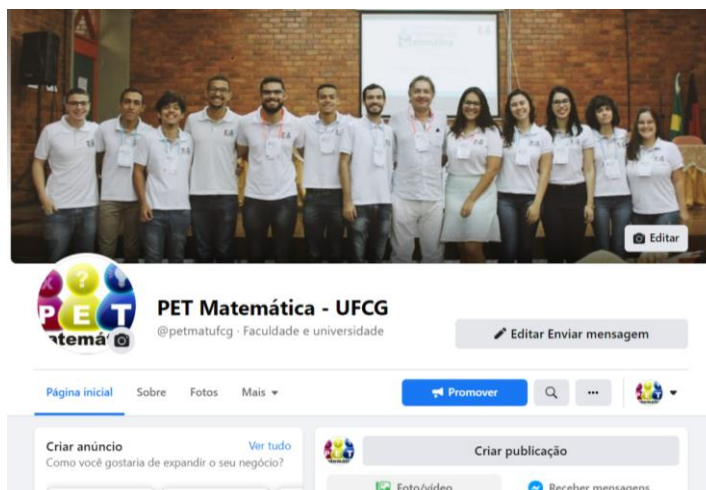 Matemática
Editar
PET
atemá
PET Matemática - UFCG
@petmatufcg · Faculdade e universidade
Editar Enviar mensagem
Página inicial
Sobre
Fotos
Mais
Promover
Criar anúncio
Ver tudo
Como você gostaria de expandir o seu negócio?
Criar publicação
Foto/vídeo
Receber mensagens